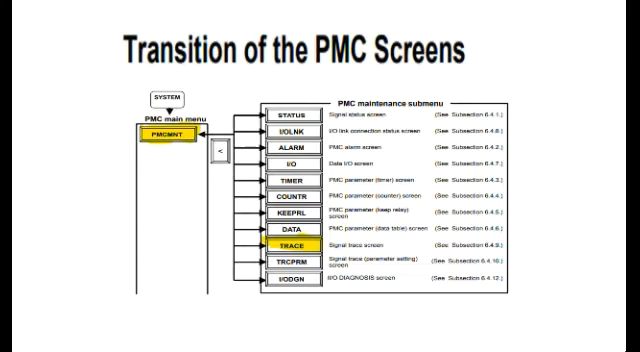 Transition of the PMC Screens
SYSTEM
PMC main menu
PMCMNT
<
PMC maintenance submenu
STATUS Signal status screen (See Subsection 6.4.1.)
I/OLNK I/O link connection status screen (See Subsection 6.4.8.)
ALARM PMC alarm screen (See Subsection 6.4.2.)
I/O Data I/O screen (See Subsection 6.4.7.)
TIMER PMC parameter (timer) screen (See Subsection 6.4.3.)
COUNTR PMC parameter (counter) screen (See Subsection 6.4.4.)
KEEPRL PMC parameter (keep relay) (See Subsection 6.4.5.)
screen
DATA PMC parameter (data table) screen (See Subsection 6.4.6.)
TRACE Signal trace screen (See Subsection 6.4.9.)
TRCPRM Signal trace (parameter setting) (See Subsection 6.4.10.)
screen
I/ODGN I/O DIAGNOSIS screen (See Subsection 6.4.12.)